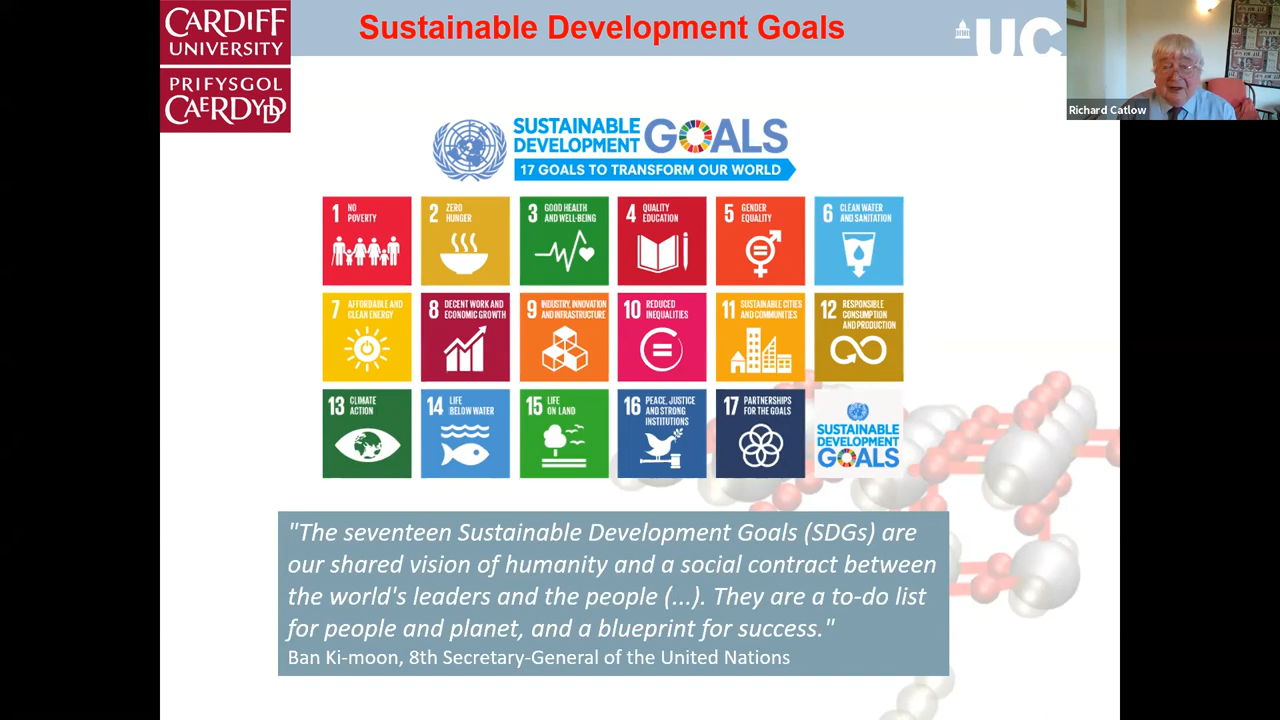 CARDIFF
UNIVERSITY
PRIFYSGOL
CAERDYDD
Sustainable Development Goals
UC
Richard Catlow
SUSTAINABLE
DEVELOPMENT
GOALS
17 GOALS TO TRANSFORM OUR WORLD
1 NO
POVERTY
2 ZERO
HUNGER
3 GOOD HEALTH
AND WELL-BEING
4 QUALITY
EDUCATION
5 GENDER
EQUALITY
6 CLEAN WATER
AND SANITATION
7 AFFORDABLE AND
CLEAN ENERGY
8 DECENT WORK AND
ECONOMIC GROWTH
9 INDUSTRY, INNOVATION
AND INFRASTRUCTURE
10 REDUCED
INEQUALITIES
11 SUSTAINABLE CITIES
AND COMMUNITIES
12 RESPONSIBLE
CONSUMPTION
AND PRODUCTION
13 CLIMATE
ACTION
14 LIFE
BELOW WATER
15 LIFE
ON LAND
16 PEACE, JUSTICE
AND STRONG
INSTITUTIONS
17 PARTNERSHIPS
FOR THE GOALS
SUSTAINABLE
DEVELOPMENT
GOALS
"The seventeen Sustainable Development Goals (SDGs) are
our shared vision of humanity and a social contract between
the world's leaders and the people (...). They are a to-do list
for people and planet, and a blueprint for success."
Ban Ki-moon, 8th Secretary-General of the United Nations